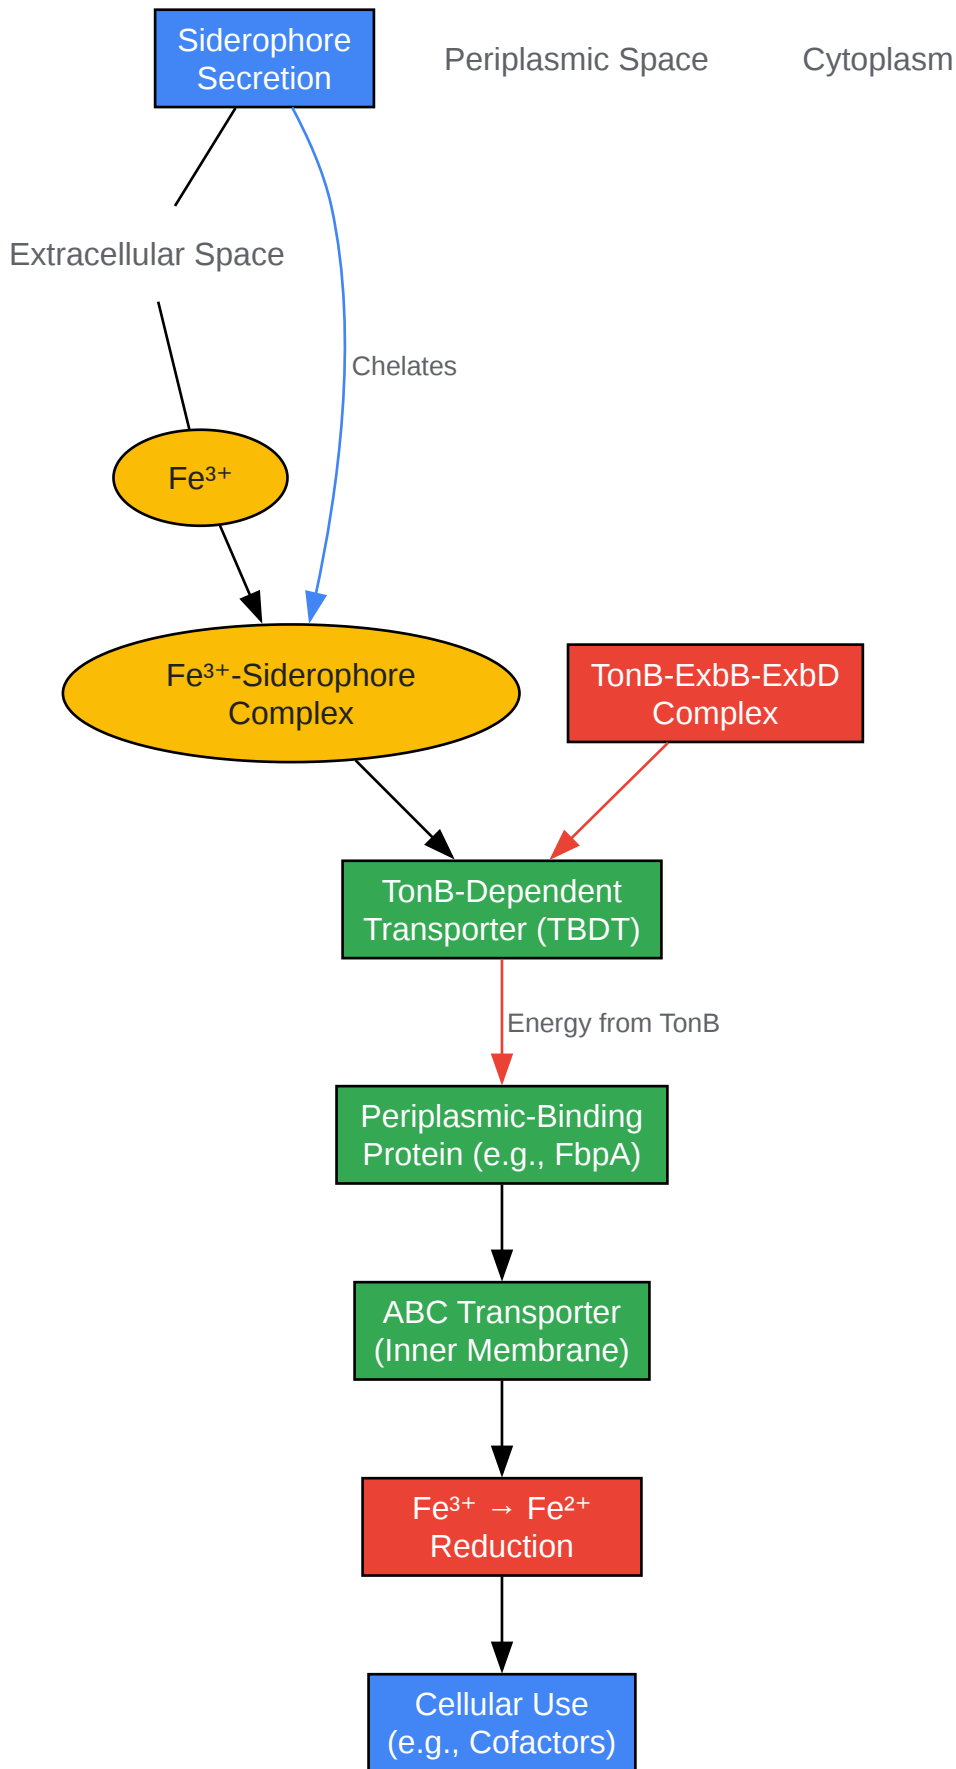 Siderophore
Secretion
Periplasmic Space
Cytoplasm
Extracellular Space
Chelates
Fe³⁺
Fe³⁺-Siderophore
Complex
TonB-ExbB-ExbD
Complex
TonB-Dependent
Transporter (TBDT)
Energy from TonB
Periplasmic-Binding
Protein (e.g., FbpA)
ABC Transporter
(Inner Membrane)
Fe³⁺ → Fe²⁺
Reduction
Cellular Use
(e.g., Cofactors)